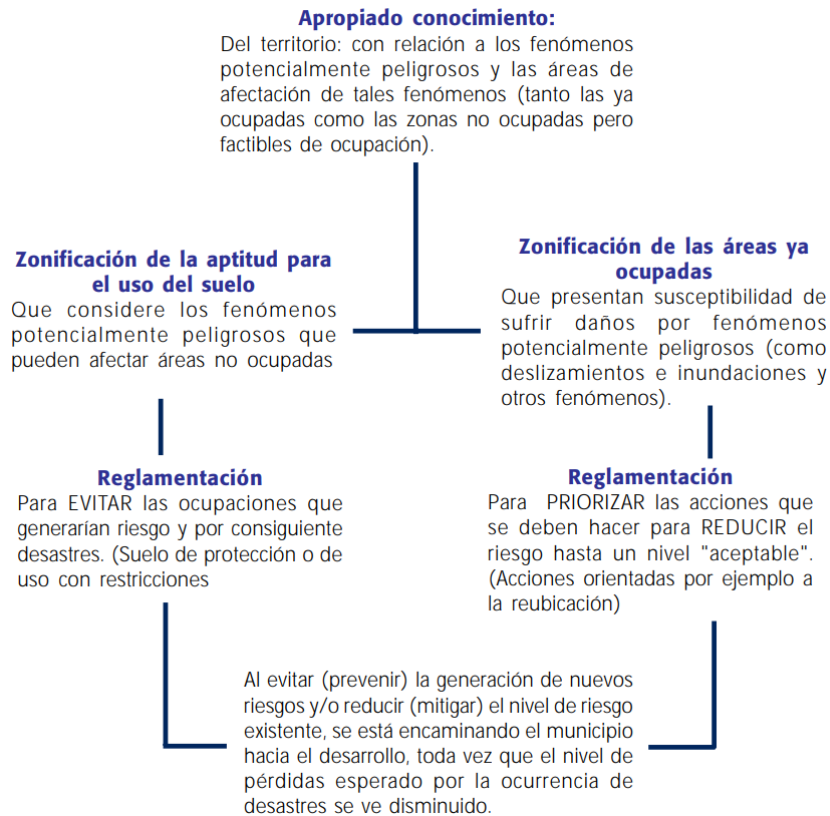 Apropiado conocimiento:
Del territorio: con relación a los fenómenos
potencialmente peligrosos y las áreas de
afectación de tales fenómenos (tanto las ya
ocupadas como las zonas no ocupadas pero
factibles de ocupación).
Zonificación de la aptitud para
el uso del suelo
Que considere los fenómenos
potencialmente peligrosos que
pueden afectar áreas no ocupadas
Zonificación de las áreas ya
ocupadas
Que presentan susceptibilidad de
sufrir daños por fenómenos
potencialmente peligrosos (como
deslizamientos e inundaciones y
otros fenómenos).
Reglamentación
Para EVITAR las ocupaciones que
generarían riesgo y por consiguiente
desastres. (Suelo de protección o de
uso con restricciones
Reglamentación
Para PRIORIZAR las acciones que
se deben hacer para REDUCIR el
riesgo hasta un nivel "aceptable".
(Acciones orientadas por ejemplo a
la reubicación)
Al evitar (prevenir) la generación de nuevos
riesgos y/o reducir (mitigar) el nivel de riesgo
existente, se está encaminando el municipio
hacia el desarrollo, toda vez que el nivel de
pérdidas esperado por la ocurrencia de
desastres se ve disminuido.